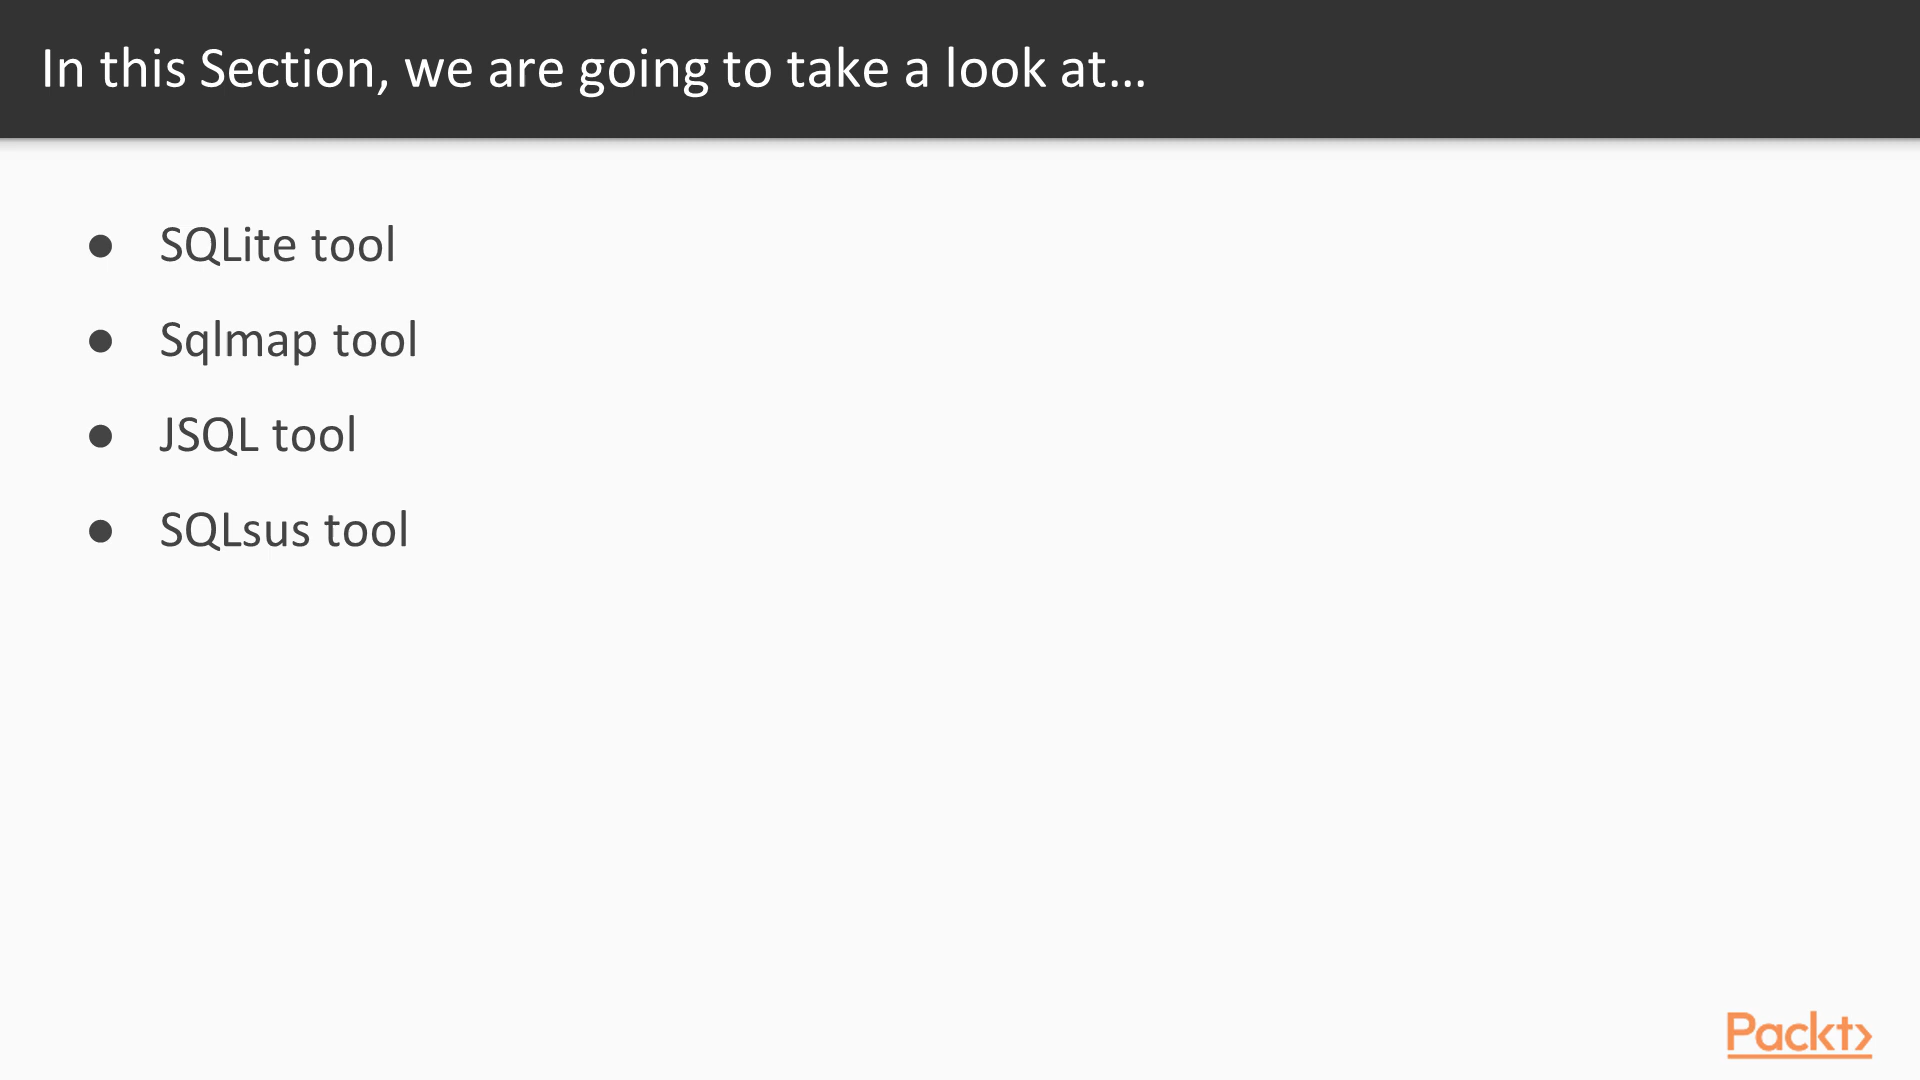 In this Section, we are going to take a look at...
● SQLite tool
● Sqlmap tool
● JSQL tool
● SQLsus tool
Packt>